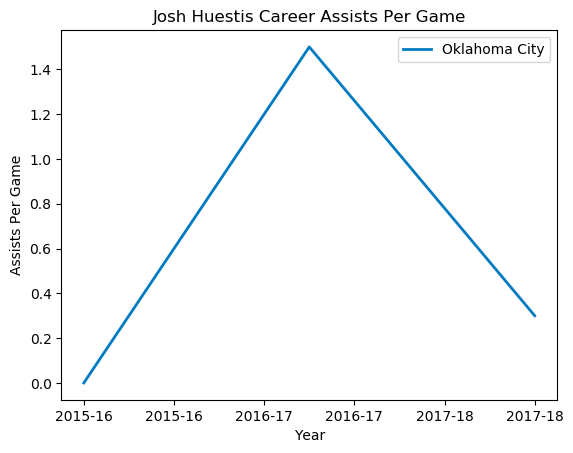 Josh Huestis Career Assists Per Game
Oklahoma City
1.4
1.2
1.0
0.8
0.6
0.4
0.2
0.0
Assists Per Game
2015-16 2015-16 2016-17 2016-17 2017-18 2017-18
Year